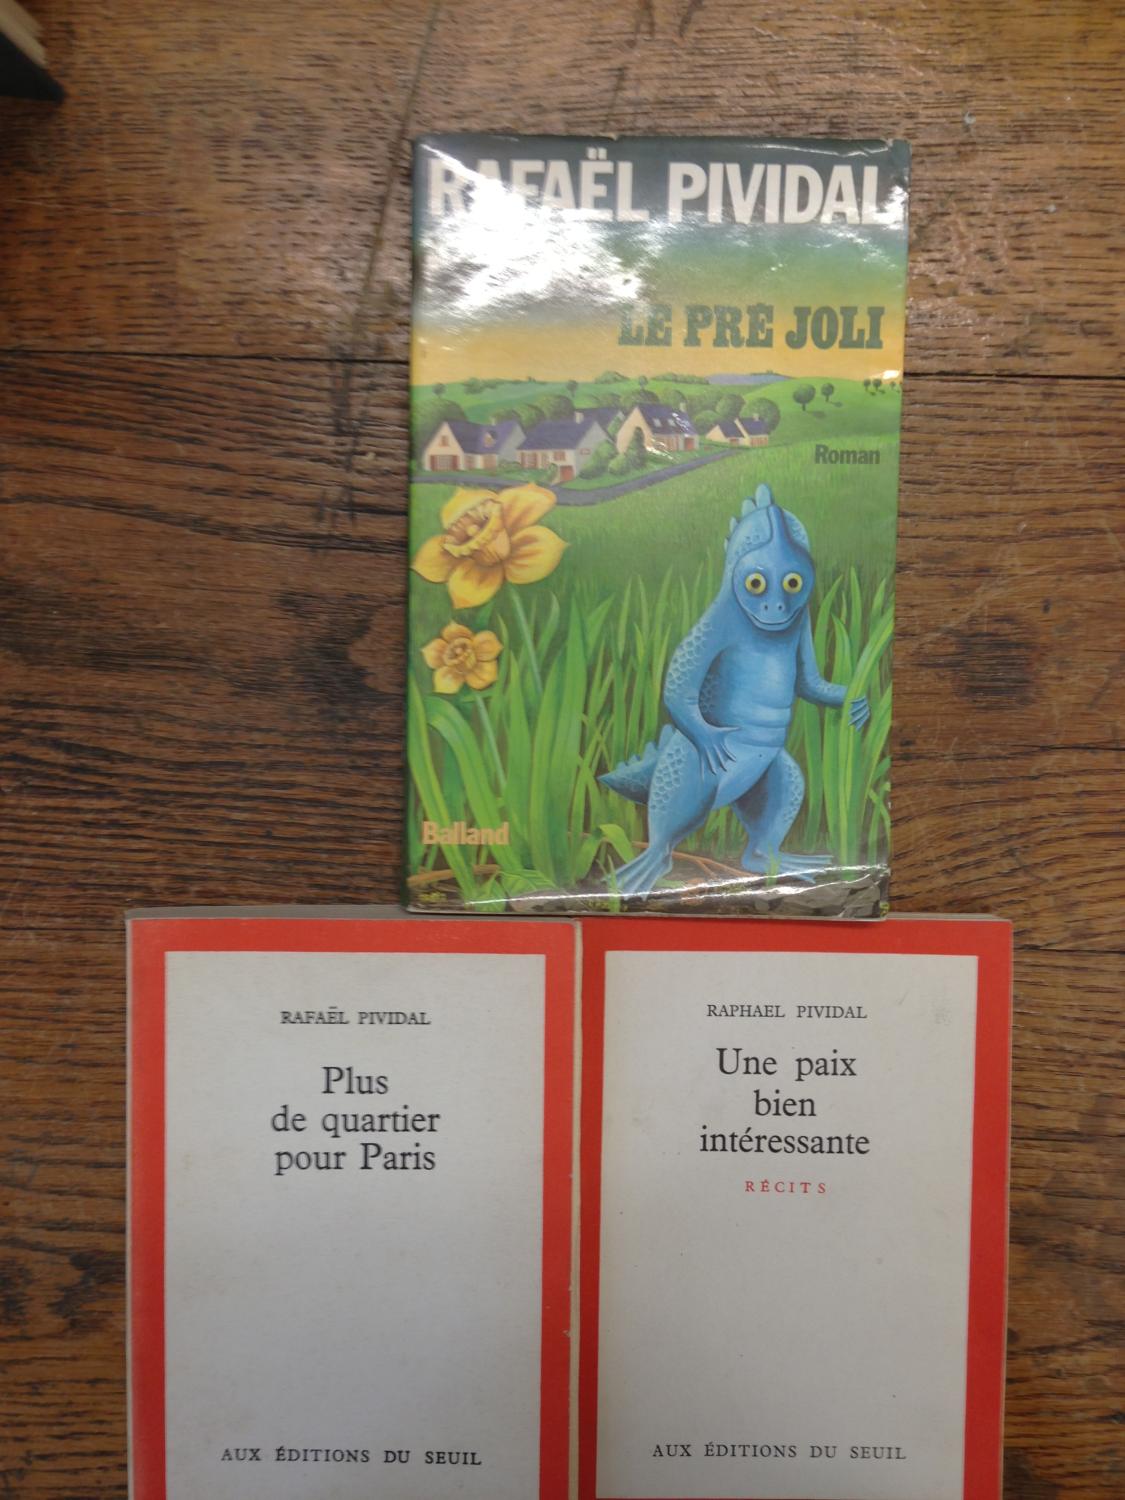 RAFAËL PIVIDAL
LE PRÉ JOLI
Roman
Balland
RAFAËL PIVIDAL
Plus
de quartier
pour Paris
AUX ÉDITIONS DU SEUIL
RAPHAEL PIVIDAL
Une paix
bien
intéressante
RÉCITS
AUX ÉDITIONS DU SEUIL